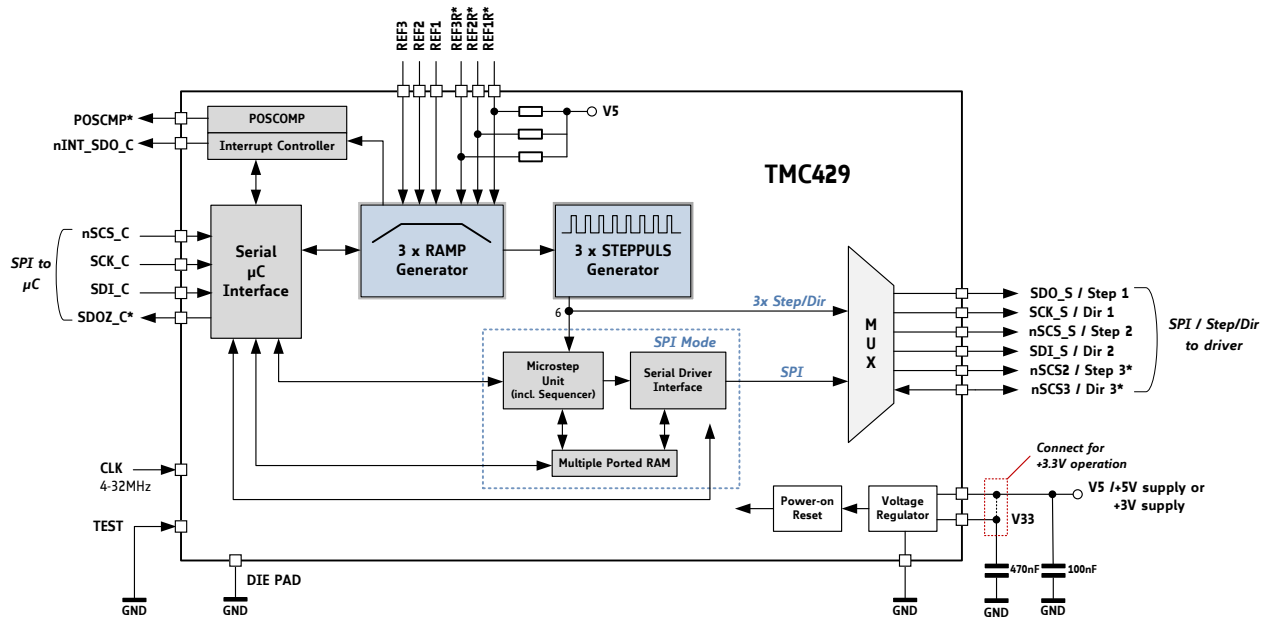 REF3
REF2
REF1
REF3R*
REF2R*
REF1R*
V5
POSCMP*
nINT_SDO_C
POSCOMP
Interrupt Controller
TMC429
SPI to
µC
nSCS_C
SCK_C
SDI_C
SDOZ_C*
Serial
µC
Interface
3 x RAMP
Generator
3 x STEPPULS
Generator
6
3x Step/Dir
SPI Mode
Microstep
Unit
(incl. Sequencer)
Serial Driver
Interface
SPI
Multiple Ported RAM
M
U
X
SDO_S / Step 1
SCK_S / Dir 1
nSCS_S / Step 2
SDI_S / Dir 2
nSCS2 / Step 3*
nSCS3 / Dir 3*
SPI / Step/Dir
to driver
CLK
4-32MHz
TEST
Power-on
Reset
Voltage
Regulator
Connect for
+3.3V operation
V5 /+5V supply or
+3V supply
V33
470nF
100nF
DIE PAD
GND
GND
GND
GND
GND